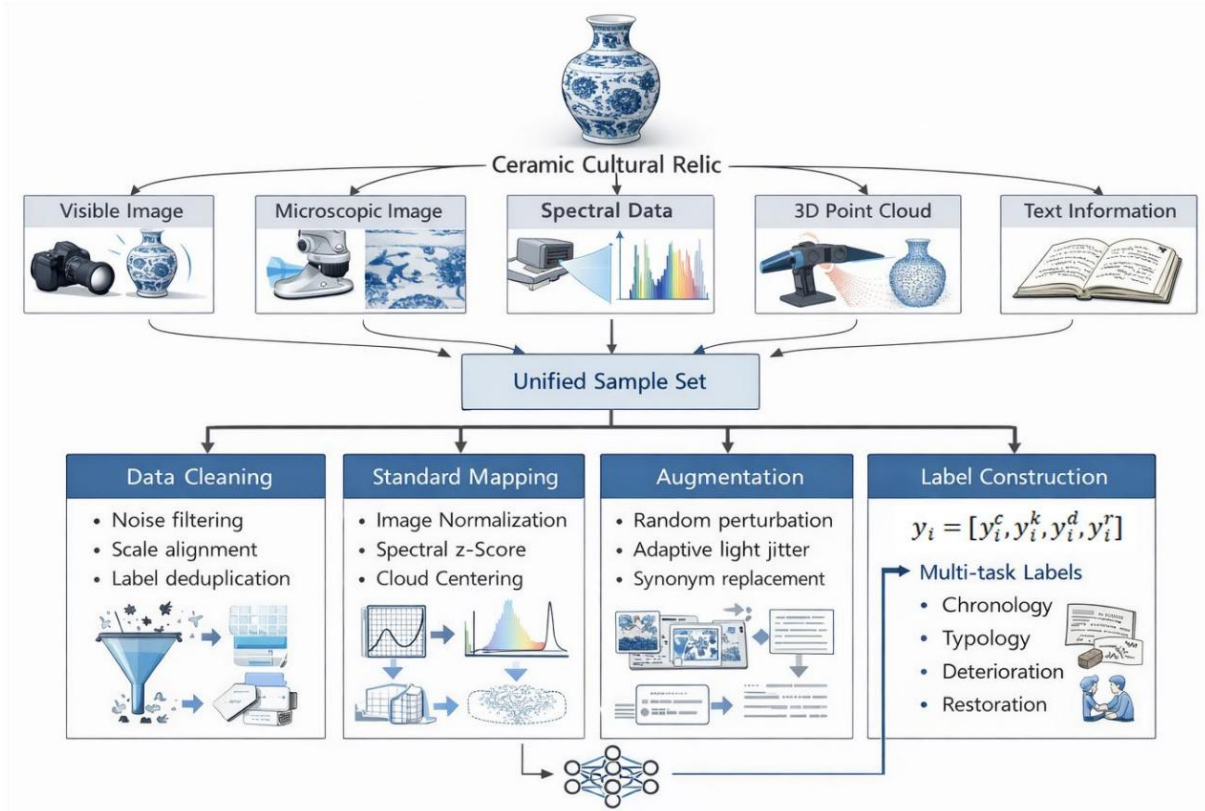 Ceramic Cultural Relic
Visible Image
Microscopic Image
Spectral Data
3D Point Cloud
Text Information
Unified Sample Set
Data Cleaning
• Noise filtering
• Scale alignment
• Label deduplication
Standard Mapping
• Image Normalization
• Spectral z-Score
• Cloud Centering
Augmentation
• Random perturbation
• Adaptive light jitter
• Synonym replacement
Label Construction
$y_i = [y_i^c, y_i^k, y_i^d, y_i^r]$
Multi-task Labels
• Chronology
• Typology
• Deterioration
• Restoration